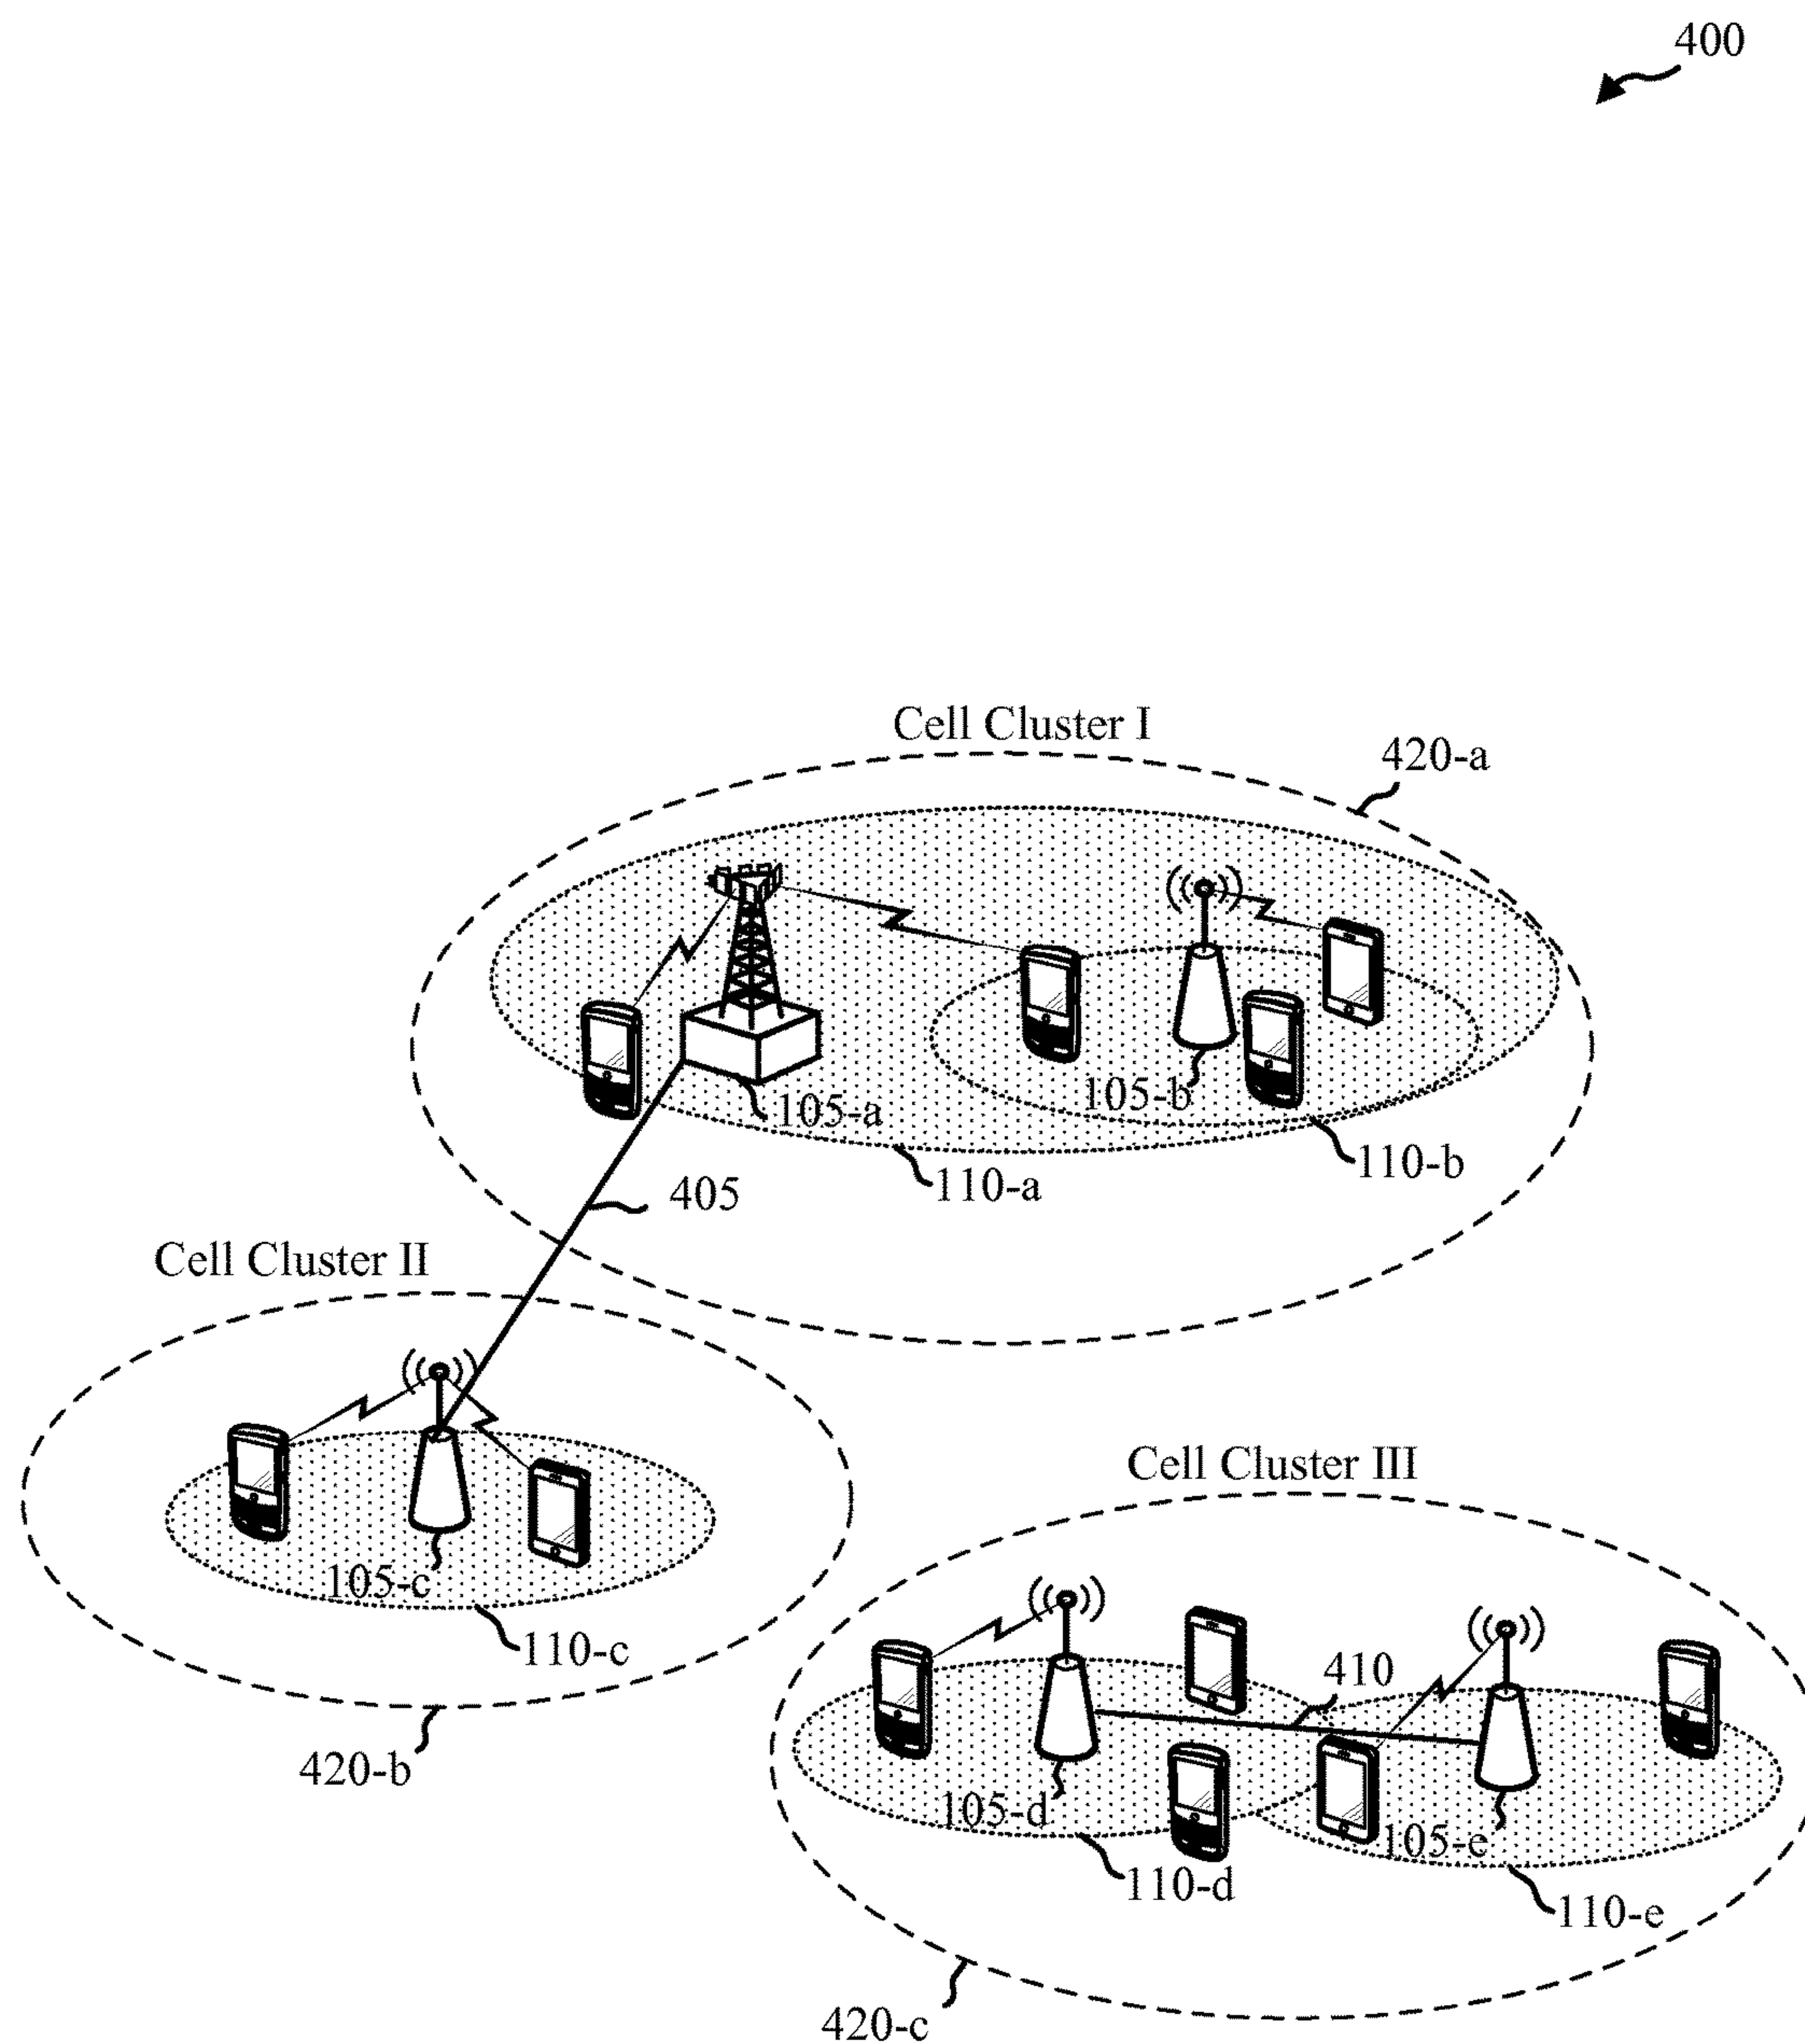 400
Cell Cluster I
420-a
105-b
105-a
110-b
110-a
405
Cell Cluster II
Cell Cluster III
105-c
110-c
410
420-b
105-d
105-e
110-d
110-e
420-c